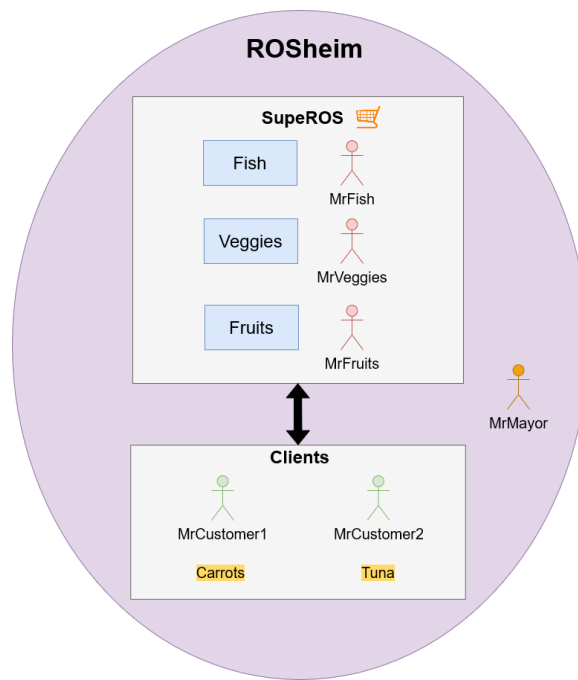 ROSheim
SupeROS
Fish
MrFish
Veggies
MrVeggies
Fruits
MrFruits
MrMayor
Clients
MrCustomer1
MrCustomer2
Carrots
Tuna